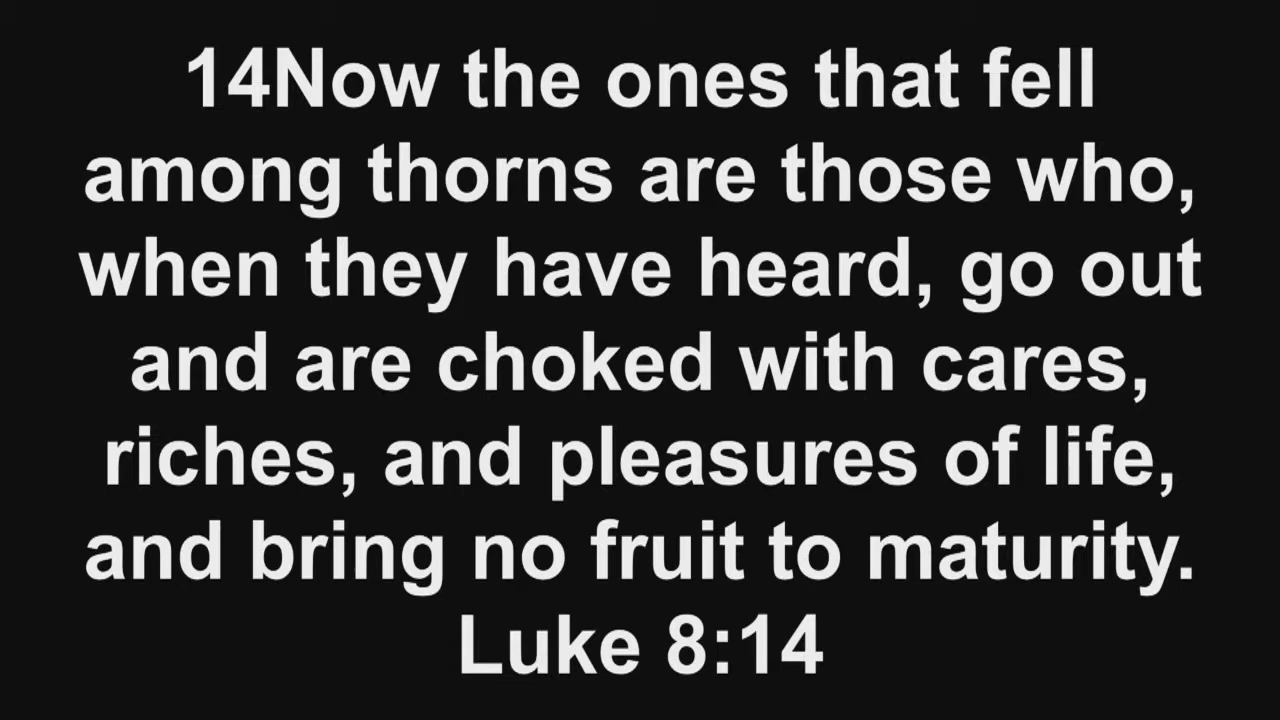 14Now the ones that fell
among thorns are those who,
when they have heard, go out
and are choked with cares,
riches, and pleasures of life,
and bring no fruit to maturity.
Luke 8:14